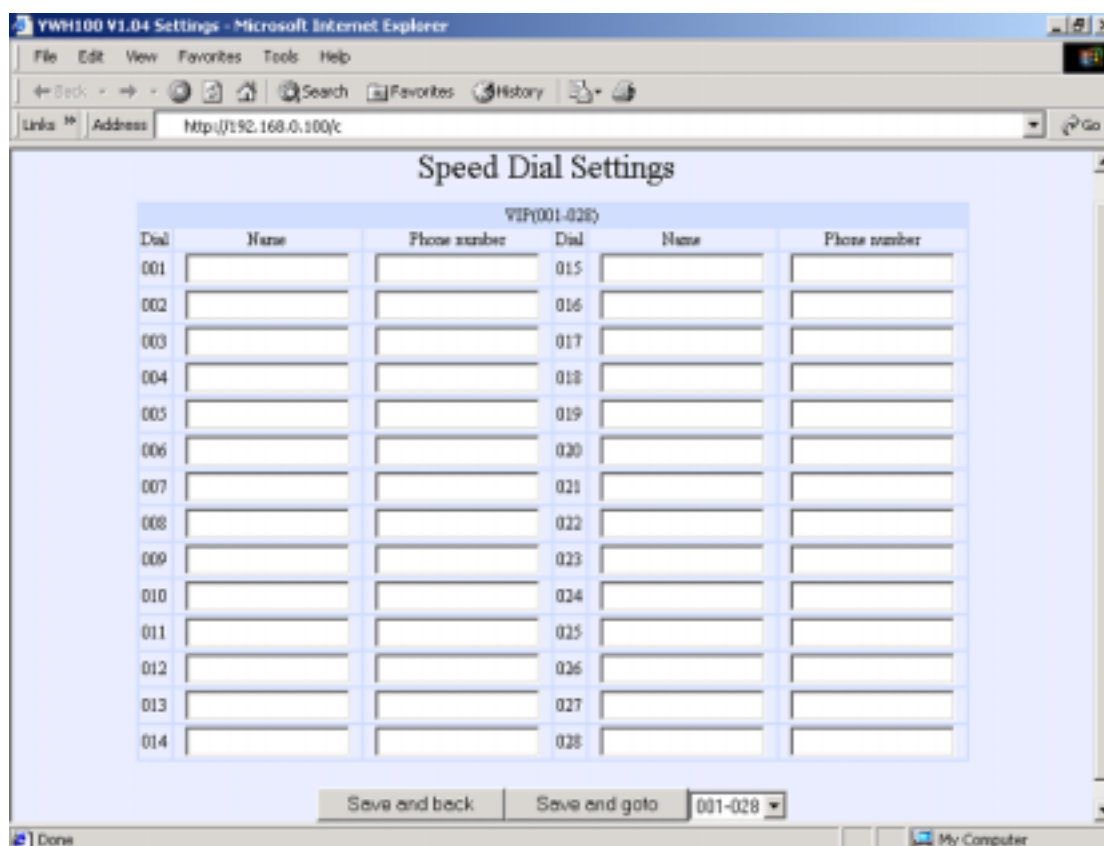 YWH100 V1.04 Settings - Microsoft Internet Explorer
File Edit View Favorites Tools Help
Back Search Favorites History
Links » Address http://192.168.0.100/c Go
Speed Dial Settings
VIP(001-028)
Dial Name Phone number Dial Name Phone number
001 015
002 016
003 017
004 018
005 019
006 020
007 021
008 022
009 023
010 024
011 025
012 026
013 027
014 028
Save and back Save and goto 001-028
Done My Computer